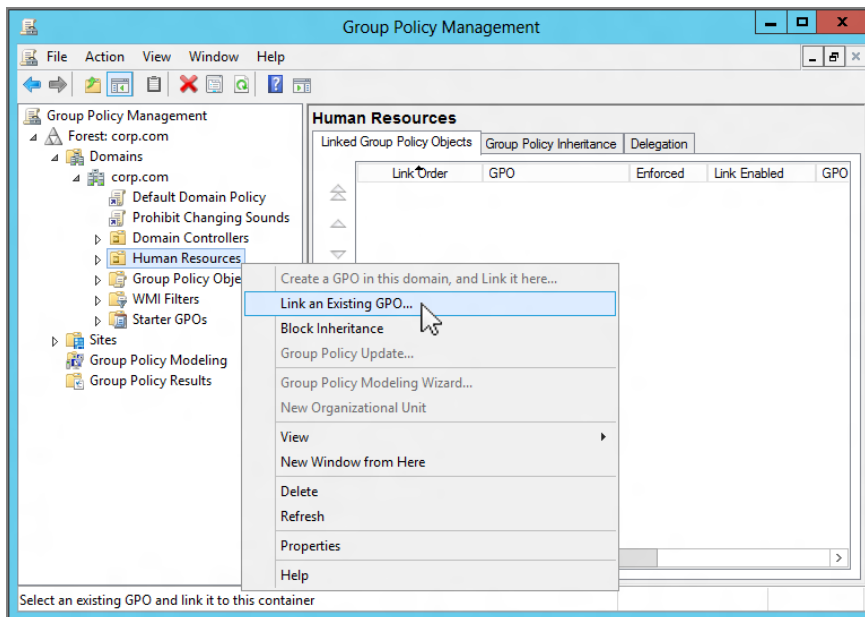 Group Policy Management
File Action View Window Help
Group Policy Management
Forest: corp.com
Domains
corp.com
Default Domain Policy
Prohibit Changing Sounds
Domain Controllers
Human Resources
Group Policy Obje
WMI Filters
Starter GPOs
Sites
Group Policy Modeling
Group Policy Results
Human Resources
Linked Group Policy Objects Group Policy Inheritance Delegation
Link Order GPO Enforced Link Enabled GPO
Create a GPO in this domain, and Link it here...
Link an Existing GPO...
Block Inheritance
Group Policy Update...
Group Policy Modeling Wizard...
New Organizational Unit
View
New Window from Here
Delete
Refresh
Properties
Help
Select an existing GPO and link it to this container